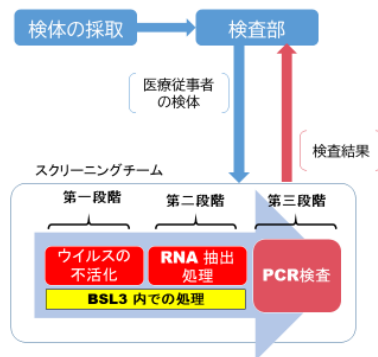 検体の採取
検査部
医療従事者
の検体
検査結果
スクリーニングチーム
第一段階
第二段階
第三段階
ウイルスの
不活化
RNA 抽出
処理
PCR検査
BSL3 内での処理